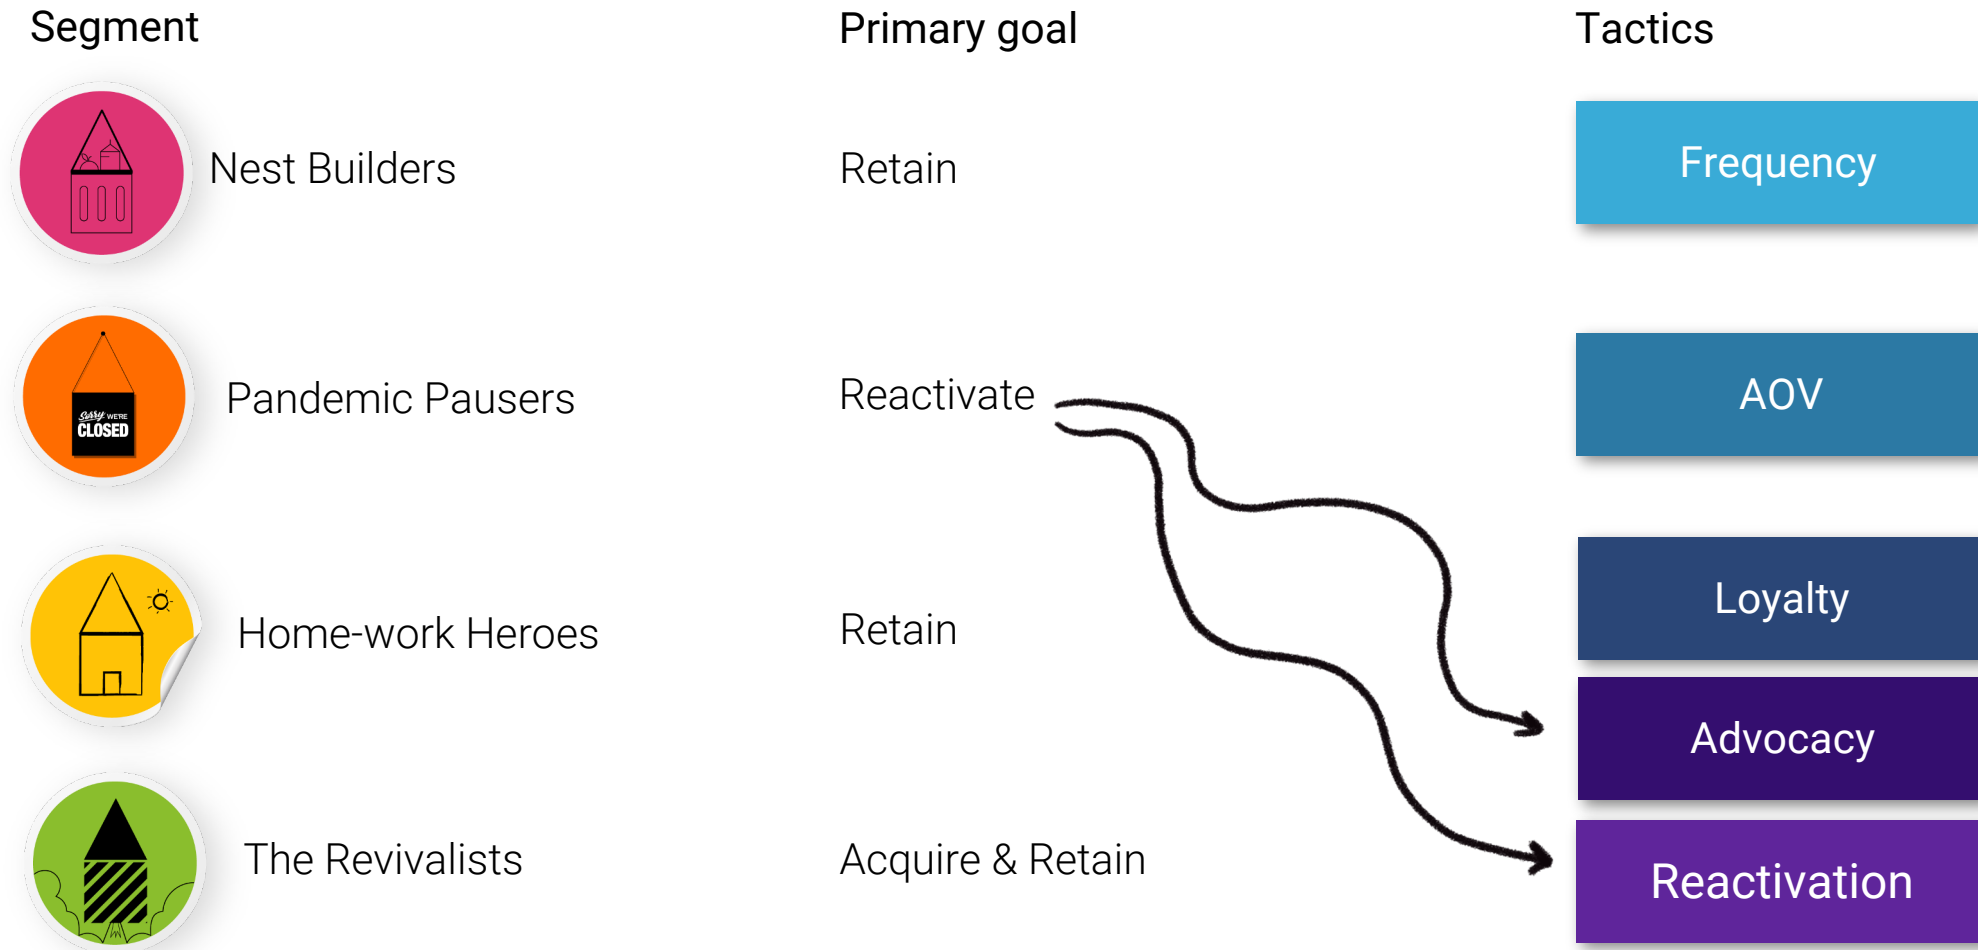 Segment
Primary goal
Tactics
Nest Builders
Retain
Frequency
Pandemic Pausers
Reactivate
AOV
Sorry WE'RE
CLOSED
Home-work Heroes
Retain
Loyalty
Advocacy
The Revivalists
Acquire & Retain
Reactivation